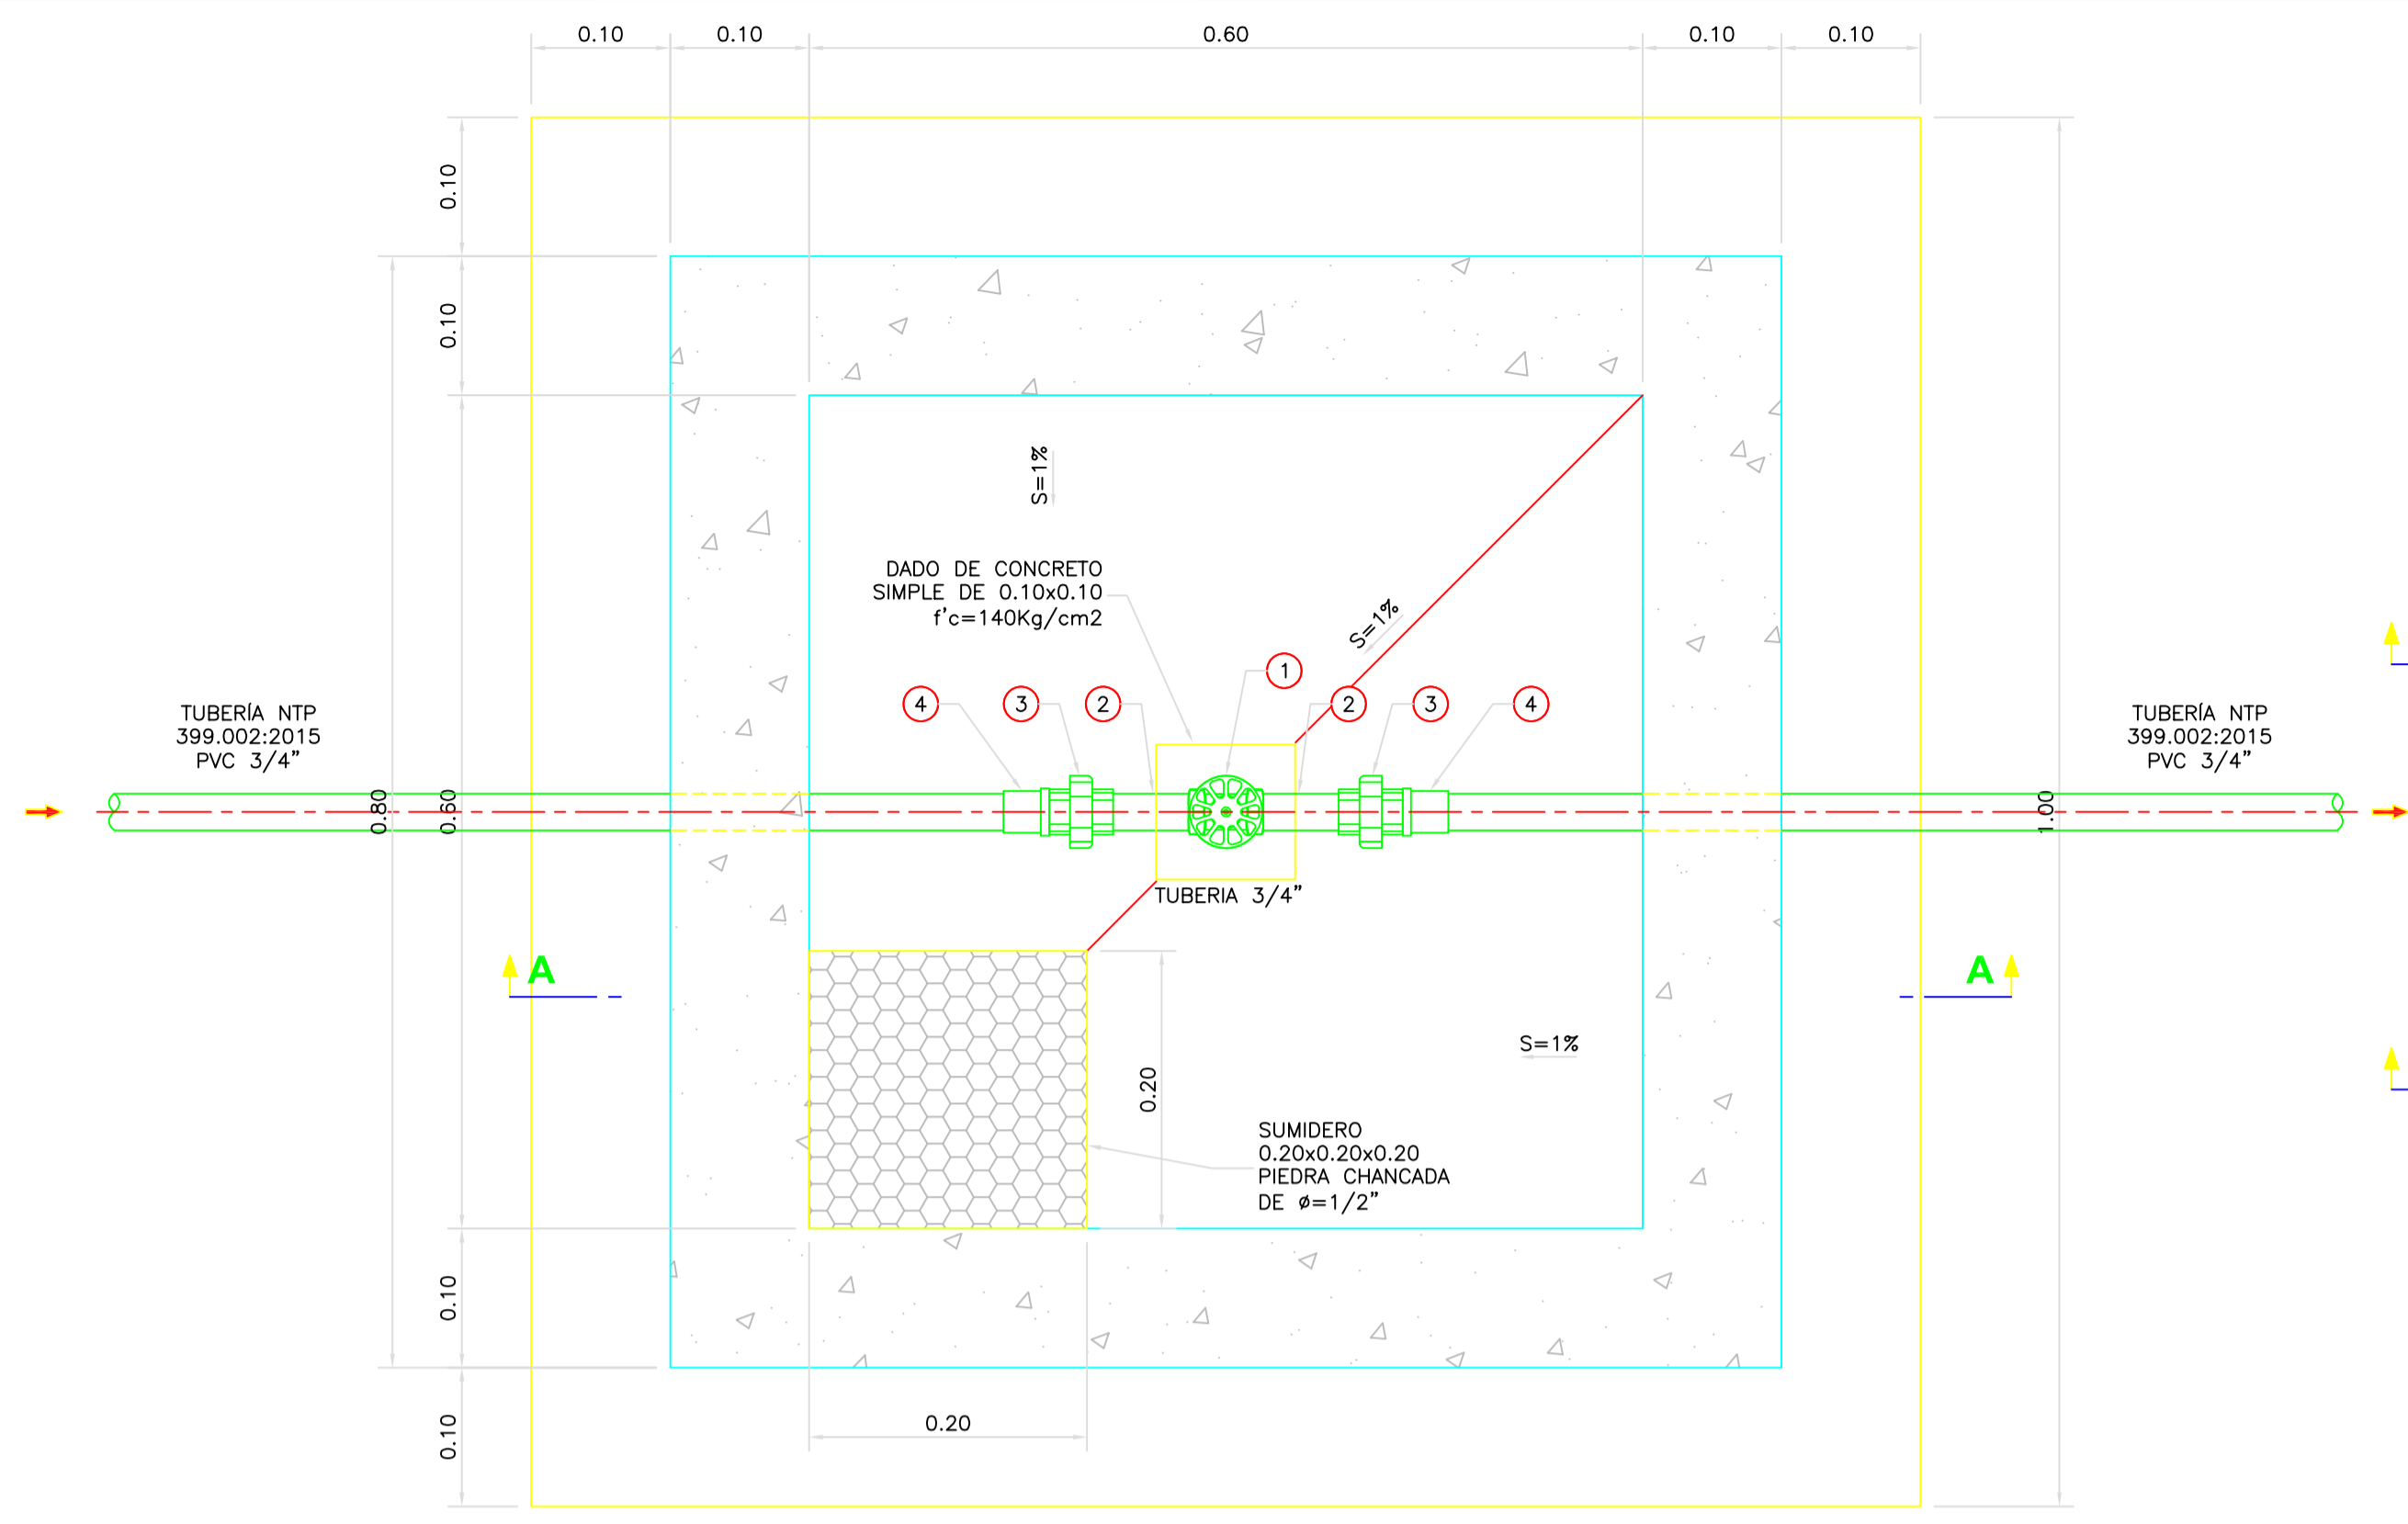 0.10
0.10
0.60
0.10
0.10
0.10
0.10
S=1%
DADO DE CONCRETO
SIMPLE DE 0.10x0.10
f'c=140Kg/cm2
S=1%
1
4
3
2
2
3
4
TUBERÍA NTP
399.002:2015
PVC 3/4"
TUBERÍA NTP
399.002:2015
PVC 3/4"
0.80
0.60
1.00
TUBERIA 3/4"
A
A
S=1%
0.20
SUMIDERO
0.20x0.20x0.20
PIEDRA CHANCADA
DE ø=1/2"
0.10
0.20
0.10